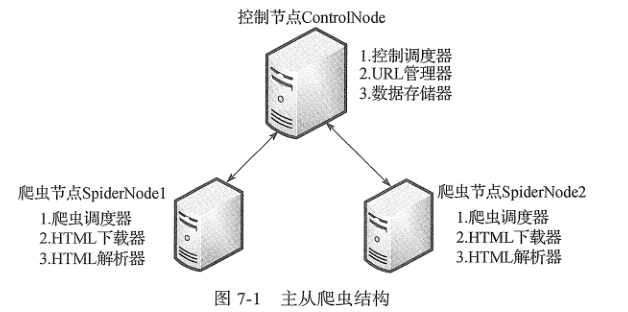 控制节点ControlNode
1.控制调度器
2.URL管理器
3.数据存储器
爬虫节点SpiderNode1
1.爬虫调度器
2.HTML下载器
3.HTML解析器
爬虫节点SpiderNode2
1.爬虫调度器
2.HTML下载器
3.HTML解析器
图 7-1 主从爬虫结构